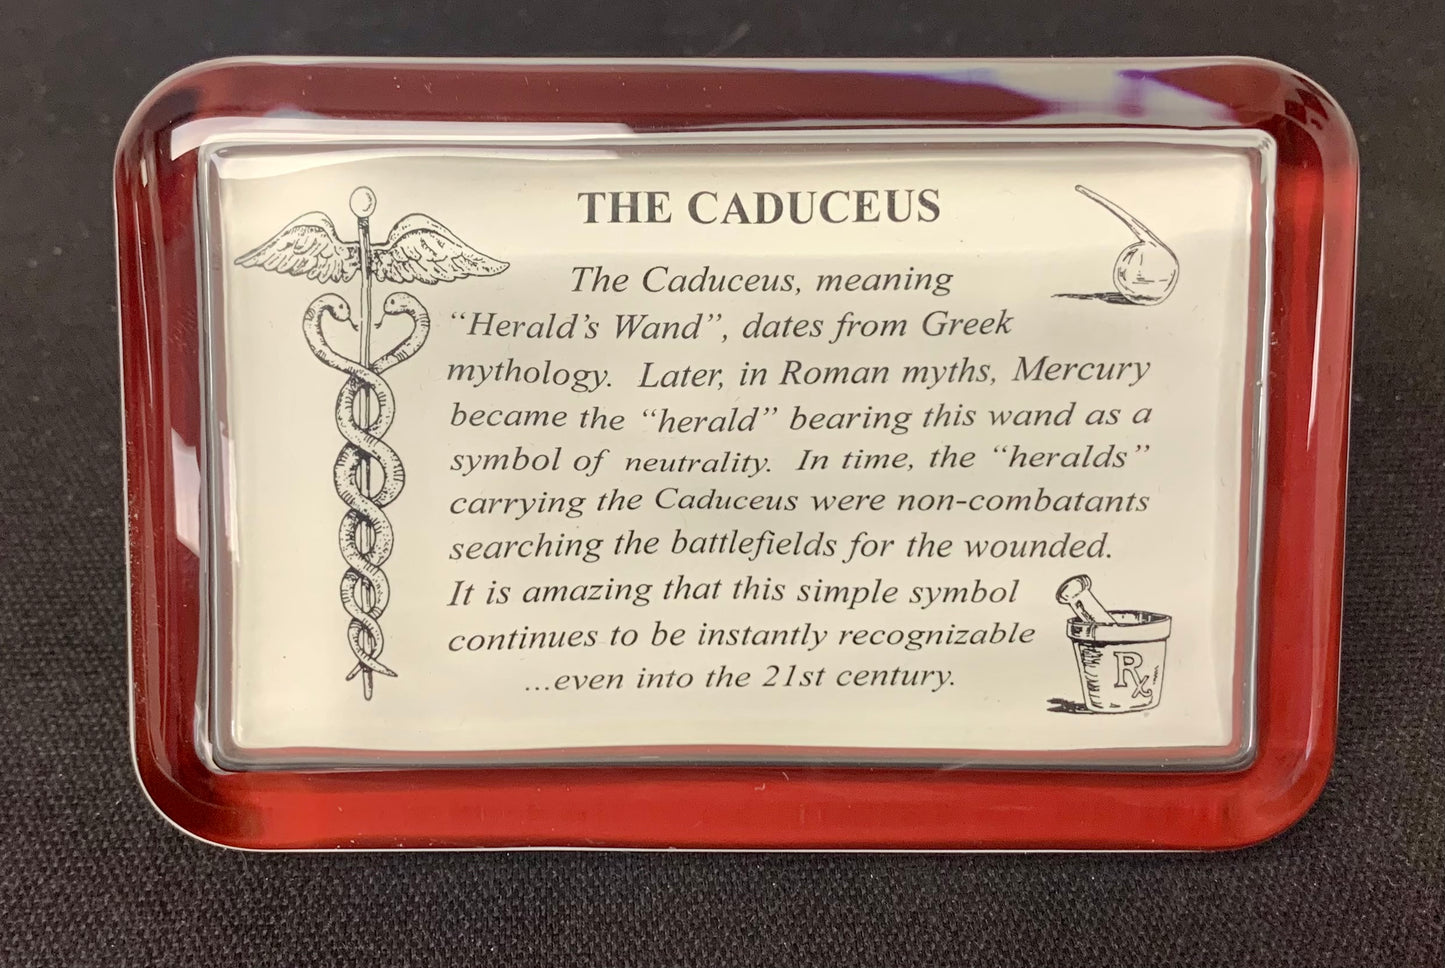 THE CADUCEUS
The Caduceus, meaning
“Herald’s Wand”, dates from Greek
mythology. Later, in Roman myths, Mercury
became the “herald” bearing this wand as a
symbol of neutrality. In time, the “heralds”
carrying the Caduceus were non-combatants
searching the battlefields for the wounded.
It is amazing that this simple symbol
continues to be instantly recognizable
...even into the 21st century.
Rx